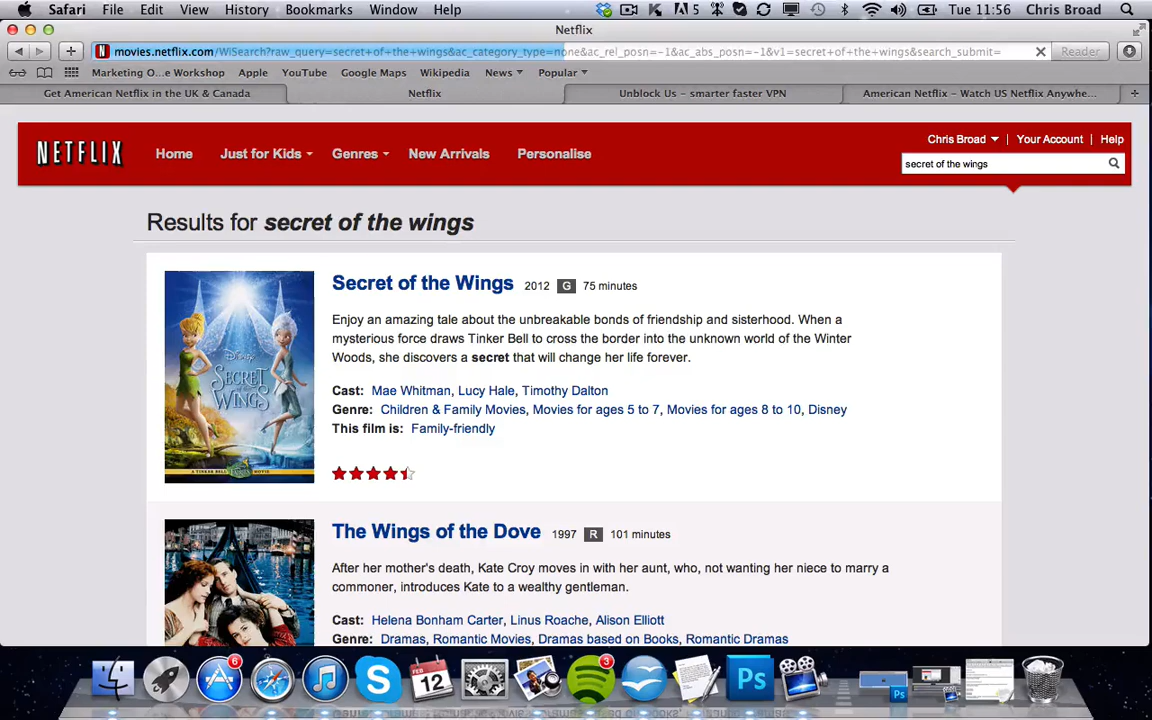 Safari File Edit View History Bookmarks Window Help 5 Tue 11:56 Chris Broad
Netflix
movies.netflix.com/WiSearch?raw_query=secret+of+the+wings&ac_category_type=none&ac_rel_posn=-1&ac_abs_posn=-1&v1=secret+of+the+wings&search_submit= Reader
Marketing O...e Workshop Apple YouTube Google Maps Wikipedia News Popular
Get American Netflix in the UK & Canada Netflix Unblock Us – smarter faster VPN American Netflix – Watch US Netflix Anywhe...
Chris Broad Your Account Help
NETFLIX Home Just for Kids Genres New Arrivals Personalise
secret of the wings
Results for secret of the wings
Secret of the Wings 2012 G 75 minutes
Enjoy an amazing tale about the unbreakable bonds of friendship and sisterhood. When a
mysterious force draws Tinker Bell to cross the border into the unknown world of the Winter
Woods, she discovers a secret that will change her life forever.
Cast: Mae Whitman, Lucy Hale, Timothy Dalton
Genre: Children & Family Movies, Movies for ages 5 to 7, Movies for ages 8 to 10, Disney
This film is: Family-friendly
Disney
SECRET
OF THE
WINGS
A TINKER BELL MOVIE
The Wings of the Dove 1997 R 101 minutes
After her mother's death, Kate Croy moves in with her aunt, who, not wanting her niece to marry a
commoner, introduces Kate to a wealthy gentleman.
Cast: Helena Bonham Carter, Linus Roache, Alison Elliott
Genre: Dramas, Romantic Movies, Dramas based on Books, Romantic Dramas
6 FEB 12 3 Ps Ps